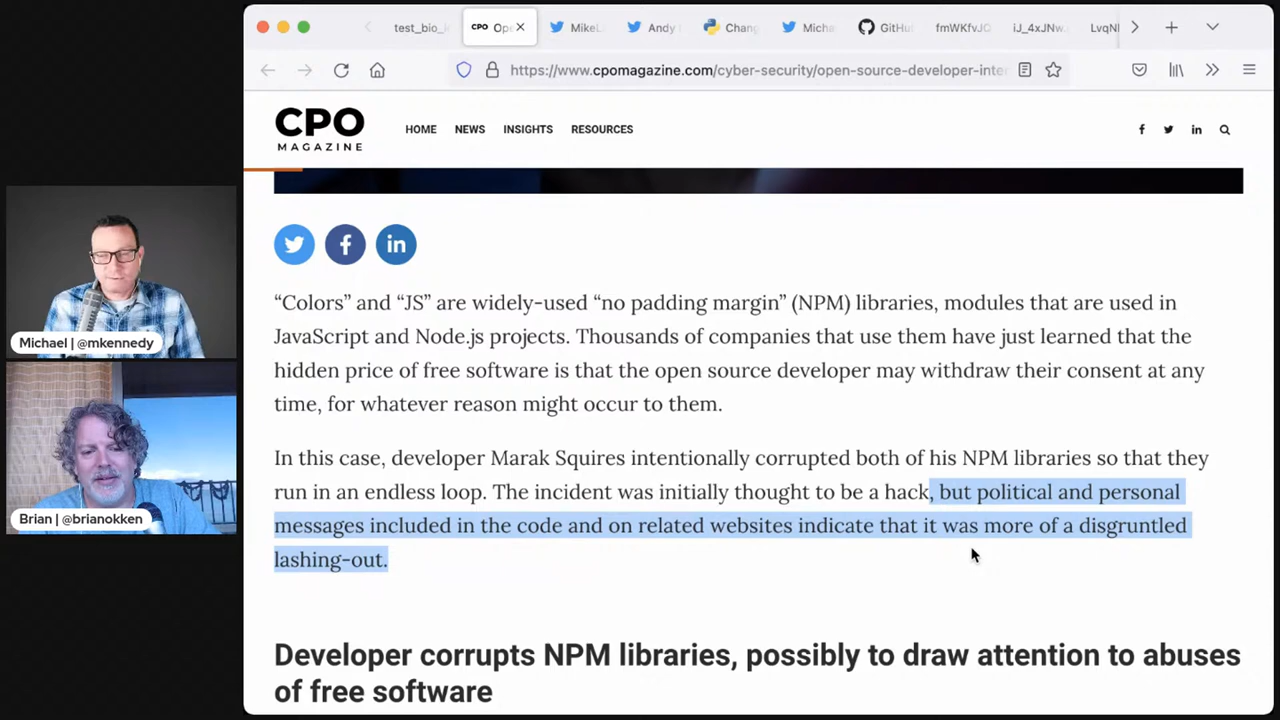 test_bio_i
CPO Ope
MikeL
Andy
Chang
Micha
GitHu
fmWKfvJC
iJ_4xJNw
LvqNl
https://www.cpomagazine.com/cyber-security/open-source-developer-inte
CPO
MAGAZINE
HOME NEWS INSIGHTS RESOURCES
“Colors” and “JS” are widely-used “no padding margin” (NPM) libraries, modules that are used in
JavaScript and Node.js projects. Thousands of companies that use them have just learned that the
hidden price of free software is that the open source developer may withdraw their consent at any
time, for whatever reason might occur to them.
In this case, developer Marak Squires intentionally corrupted both of his NPM libraries so that they
run in an endless loop. The incident was initially thought to be a hack, but political and personal
messages included in the code and on related websites indicate that it was more of a disgruntled
lashing-out.
Developer corrupts NPM libraries, possibly to draw attention to abuses
of free software
Michael | @mkennedy
Brian | @brianokken